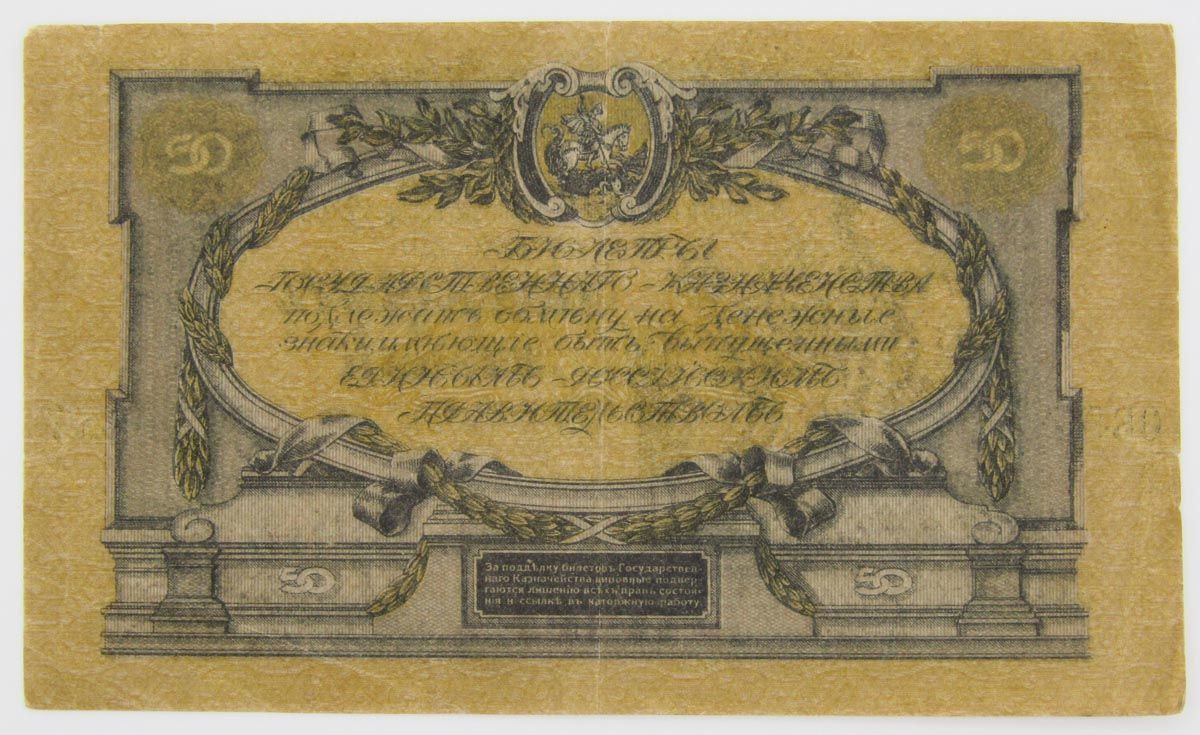 50
50
БИЛЕТЫ
ГОСУДАРСТВЕННАГО КАЗНАЧЕЙСТВА
подлежатъ обмѣну на Денежные
знаки имѣющіе быть выпущенными
ЕДИНЫМЪ РОССІЙСКИМЪ
ПРАВИТЕЛЬСТВОМЪ
За поддѣлку билетовъ Государствен-
наго Казначейства виновные подвер-
гаются лишенію всѣхъ правъ состоя-
нія и ссылкѣ въ каторжную работу
50
50